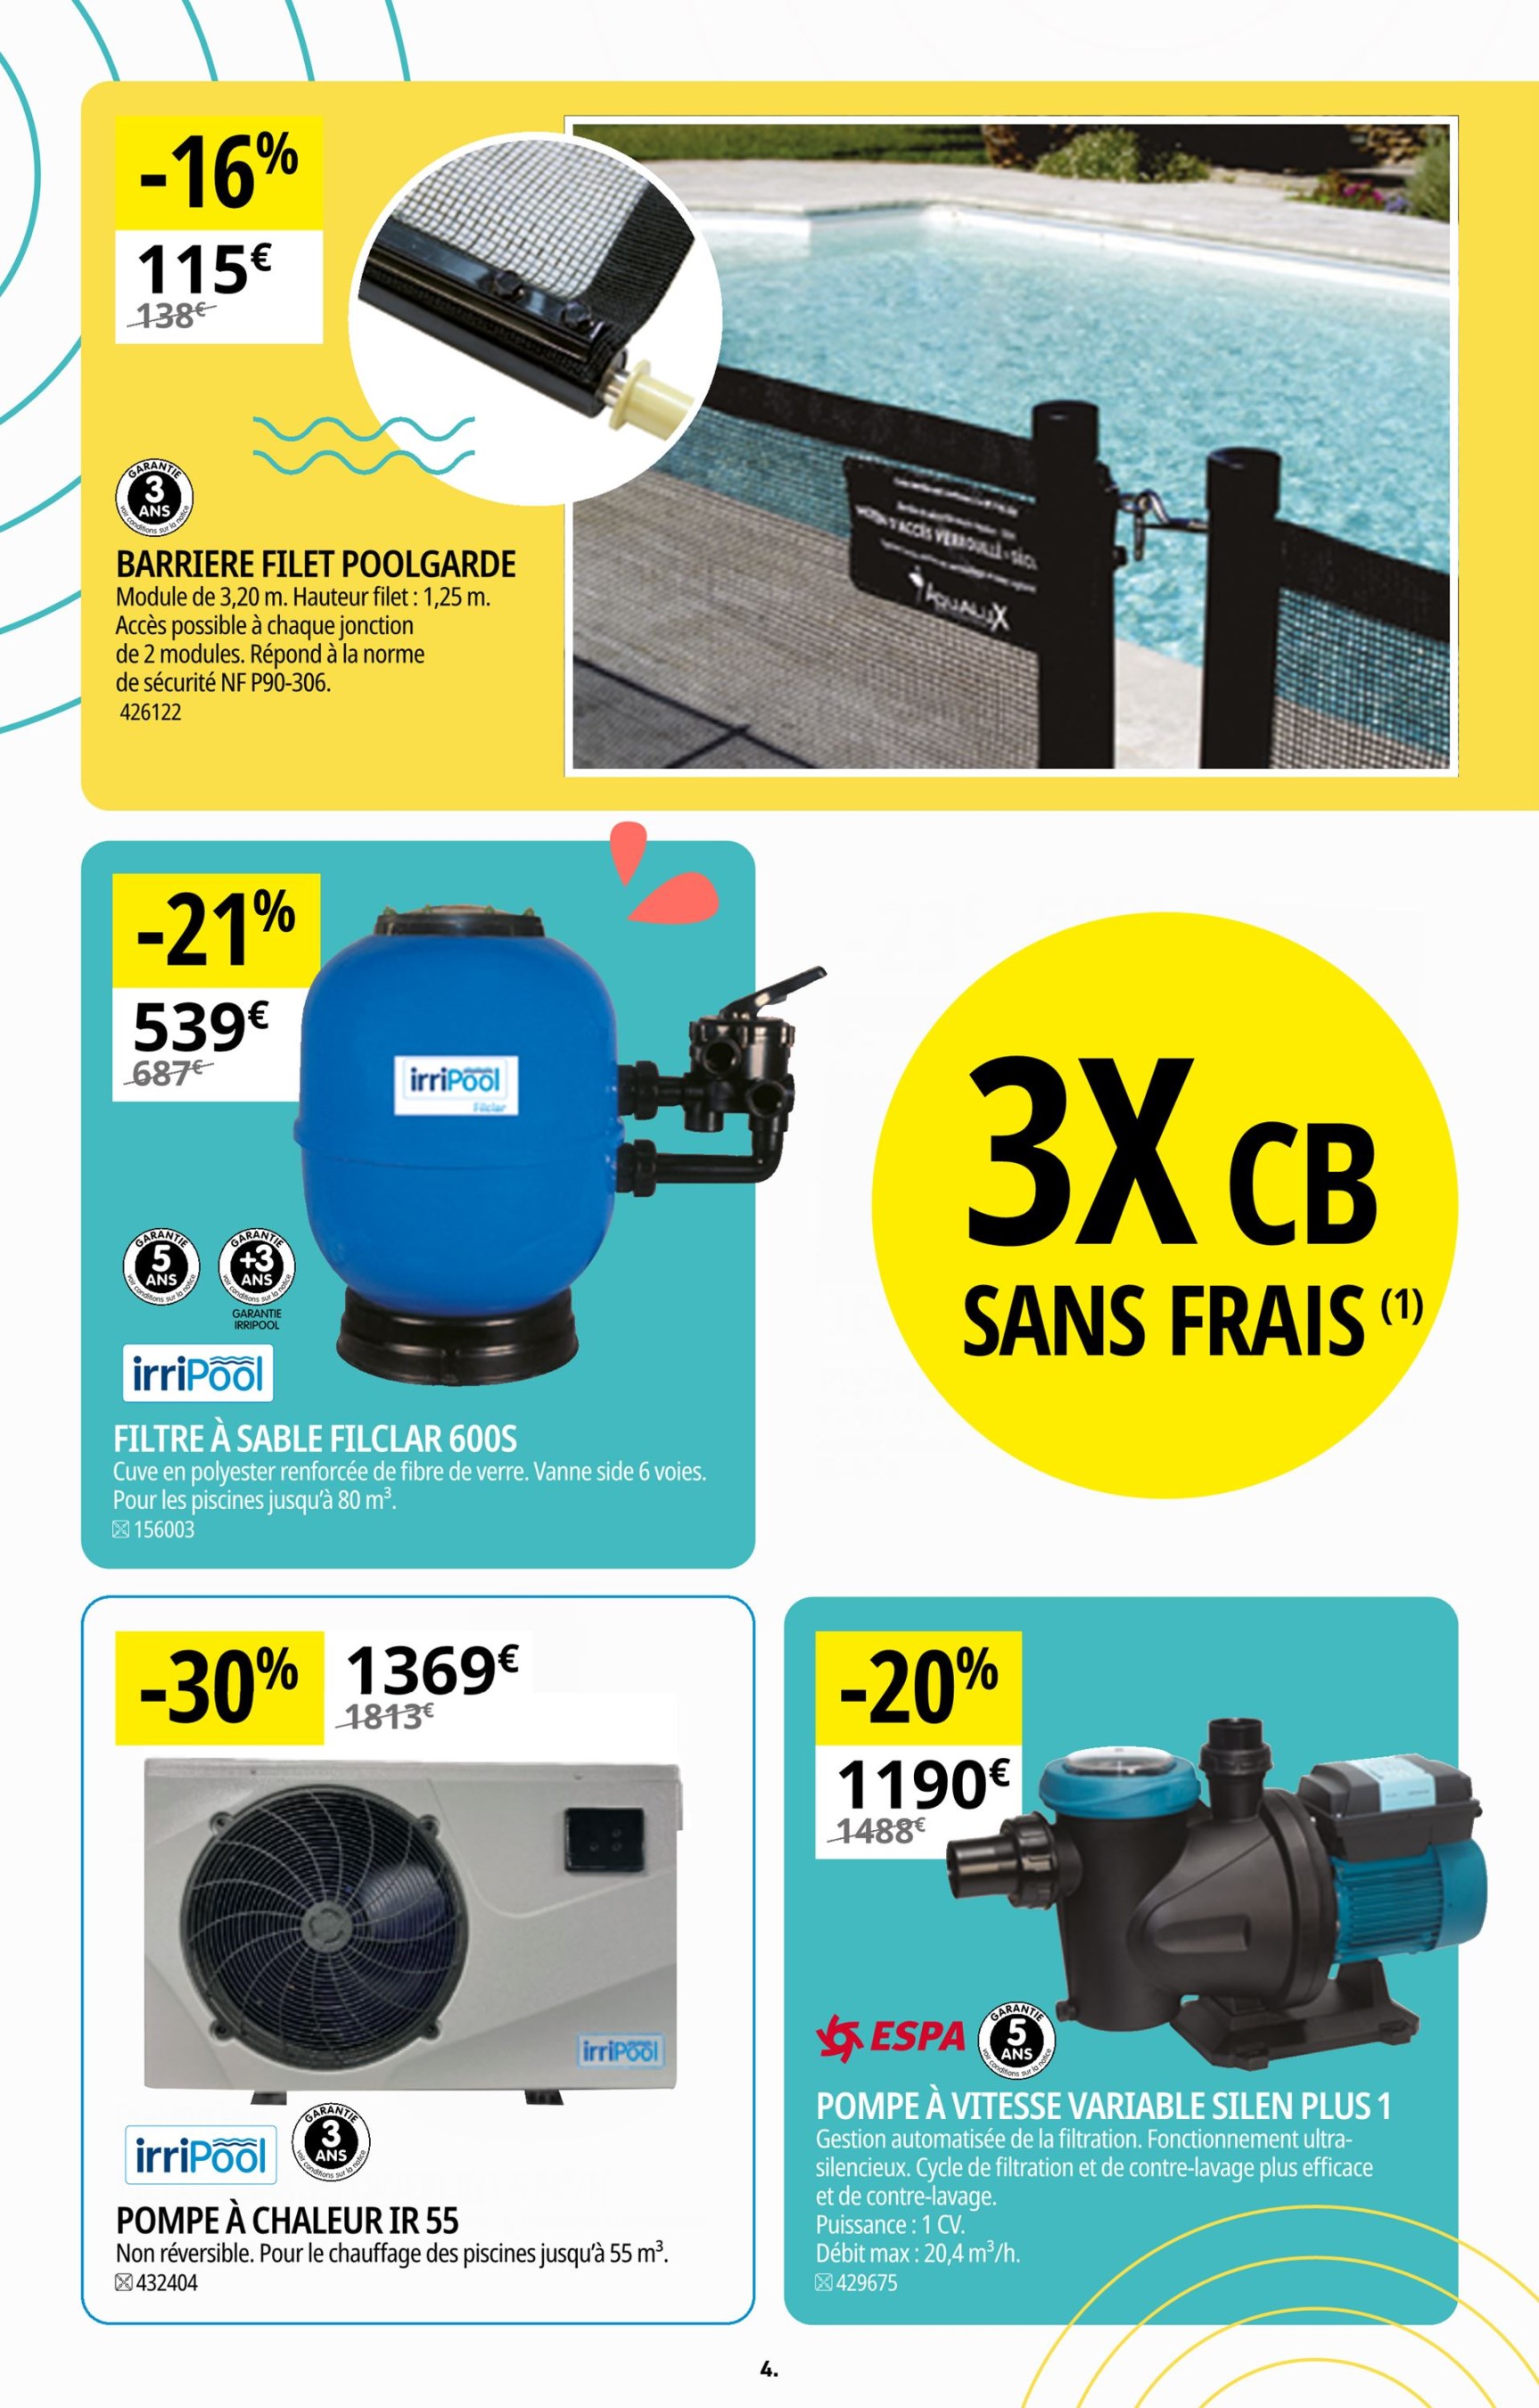 -16%
115€
138€
GARANTIE
3
ANS
voir conditions sur la notice
BARRIERE FILET POOLGARDE
Module de 3,20 m. Hauteur filet : 1,25 m.
Accès possible à chaque jonction
de 2 modules. Répond à la norme
de sécurité NF P90-306.
426122
D'ACCÈS VERROUILLÉ
AQUALUX
-21%
539€
687€
irriPool
Filclar
GARANTIE
5
ANS
voir conditions sur la notice
GARANTIE
+3
ANS
voir conditions sur la notice
GARANTIE
IRRIPOOL
irriPool
FILTRE À SABLE FILCLAR 600S
Cuve en polyester renforcée de fibre de verre. Vanne side 6 voies.
Pour les piscines jusqu'à 80 m³.
156003
3X CB
SANS FRAIS (1)
-30%
1369€
1813€
irriPool
irriPool
GARANTIE
3
ANS
voir conditions sur la notice
POMPE À CHALEUR IR 55
Non réversible. Pour le chauffage des piscines jusqu'à 55 m³.
432404
-20%
1190€
1488€
ESPA
GARANTIE
5
ANS
voir conditions sur la notice
POMPE À VITESSE VARIABLE SILEN PLUS 1
Gestion automatisée de la filtration. Fonctionnement ultra-
silencieux. Cycle de filtration et de contre-lavage plus efficace
et de contre-lavage.
Puissance : 1 CV.
Débit max : 20,4 m³/h.
429675
4.